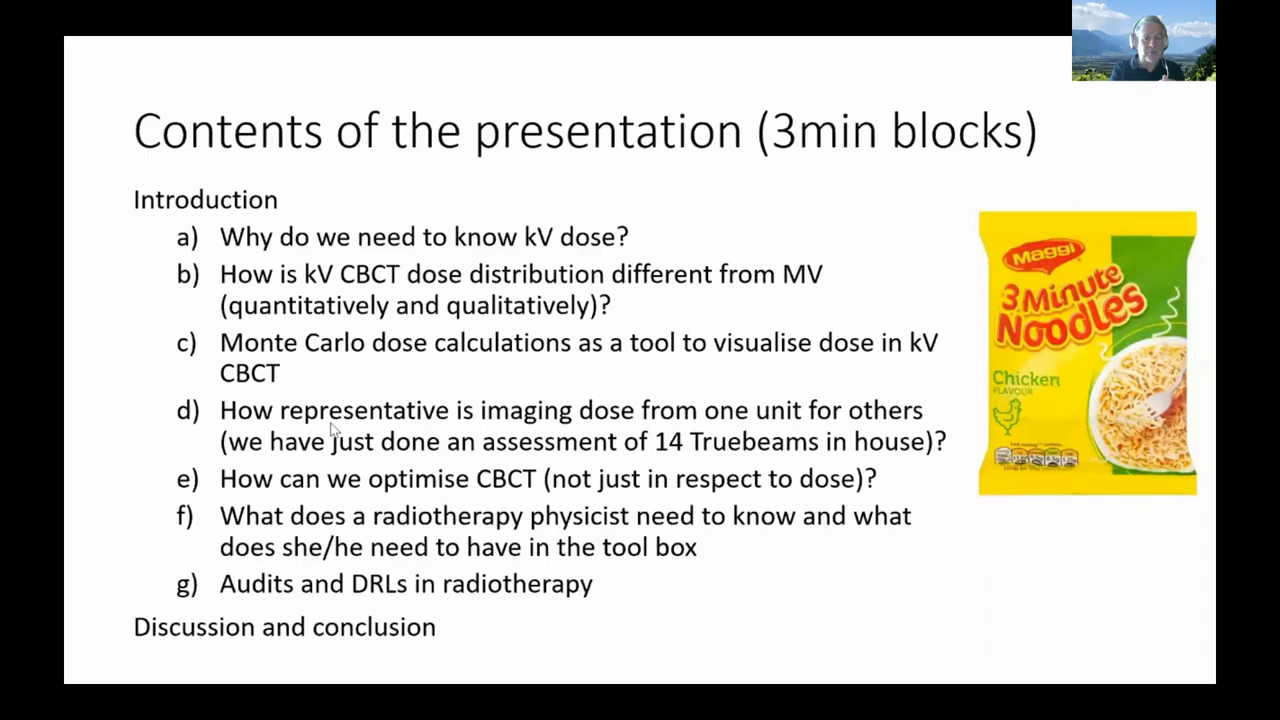 Contents of the presentation (3min blocks)
Introduction
a) Why do we need to know kV dose?
b) How is kV CBCT dose distribution different from MV
(quantitatively and qualitatively)?
c) Monte Carlo dose calculations as a tool to visualise dose in kV
CBCT
d) How representative is imaging dose from one unit for others
(we have just done an assessment of 14 Truebeams in house)?
e) How can we optimise CBCT (not just in respect to dose)?
f) What does a radiotherapy physicist need to know and what
does she/he need to have in the tool box
g) Audits and DRLs in radiotherapy
Discussion and conclusion
Maggi
3 Minute
Noodles
Chicken
FLAVOUR